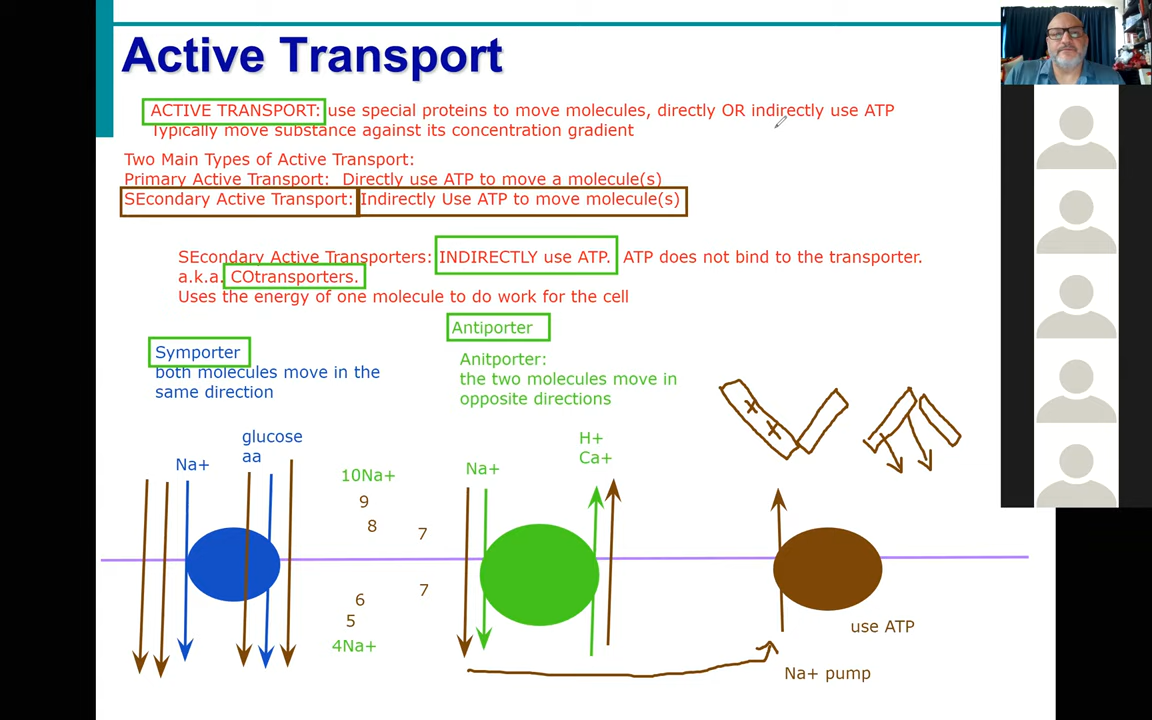 Active Transport
ACTIVE TRANSPORT: use special proteins to move molecules, directly OR indirectly use ATP
Typically move substance against its concentration gradient
Two Main Types of Active Transport:
Primary Active Transport: Directly use ATP to move a molecule(s)
SEcondary Active Transport: Indirectly Use ATP to move molecule(s)
SEcondary Active Transporters: INDIRECTLY use ATP. ATP does not bind to the transporter.
a.k.a. COtransporters.
Uses the energy of one molecule to do work for the cell
Antiporter
Symporter
both molecules move in the
same direction
Anitporter:
the two molecules move in
opposite directions
glucose
aa
Na+
10Na+
9
8
7
7
6
5
4Na+
Na+
H+
Ca+
use ATP
Na+ pump